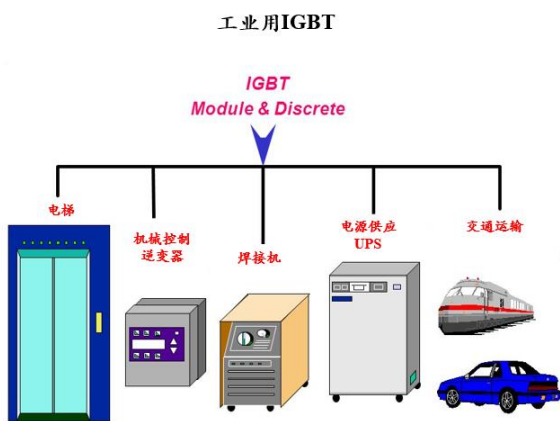 工业用IGBT
IGBT
Module & Discrete
电梯
机械控制
逆变器
焊接机
电源供应
UPS
交通运输